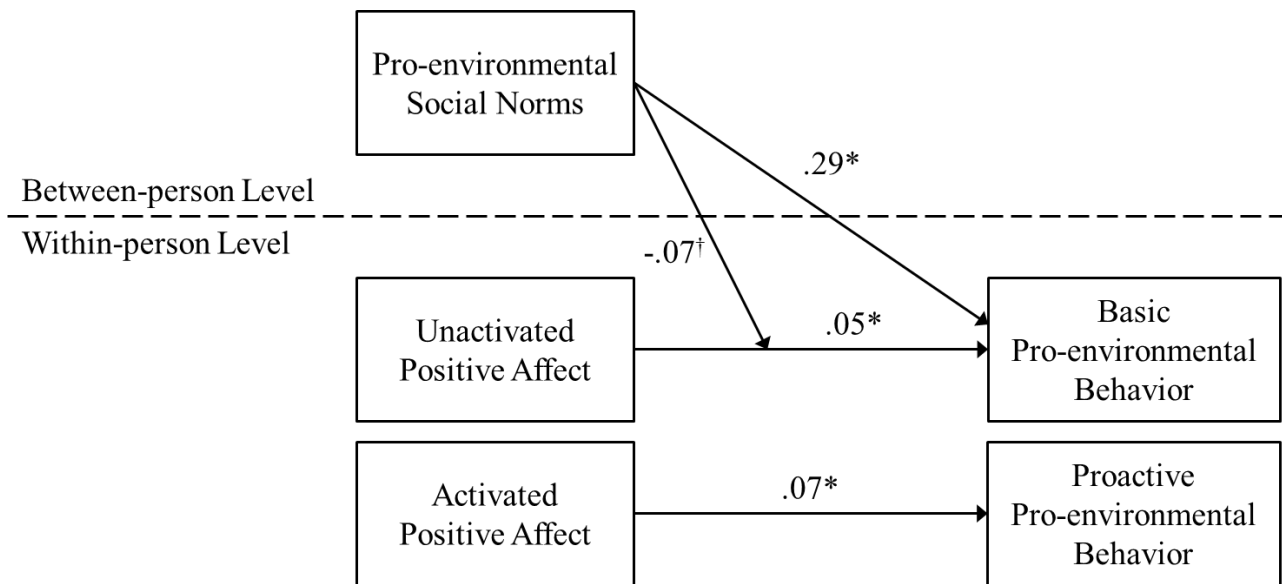 Pro-environmental
Social Norms
.29*
Between-person Level
Within-person Level
-.07†
Unactivated
Positive Affect
.05*
Basic
Pro-environmental
Behavior
Activated
Positive Affect
.07*
Proactive
Pro-environmental
Behavior